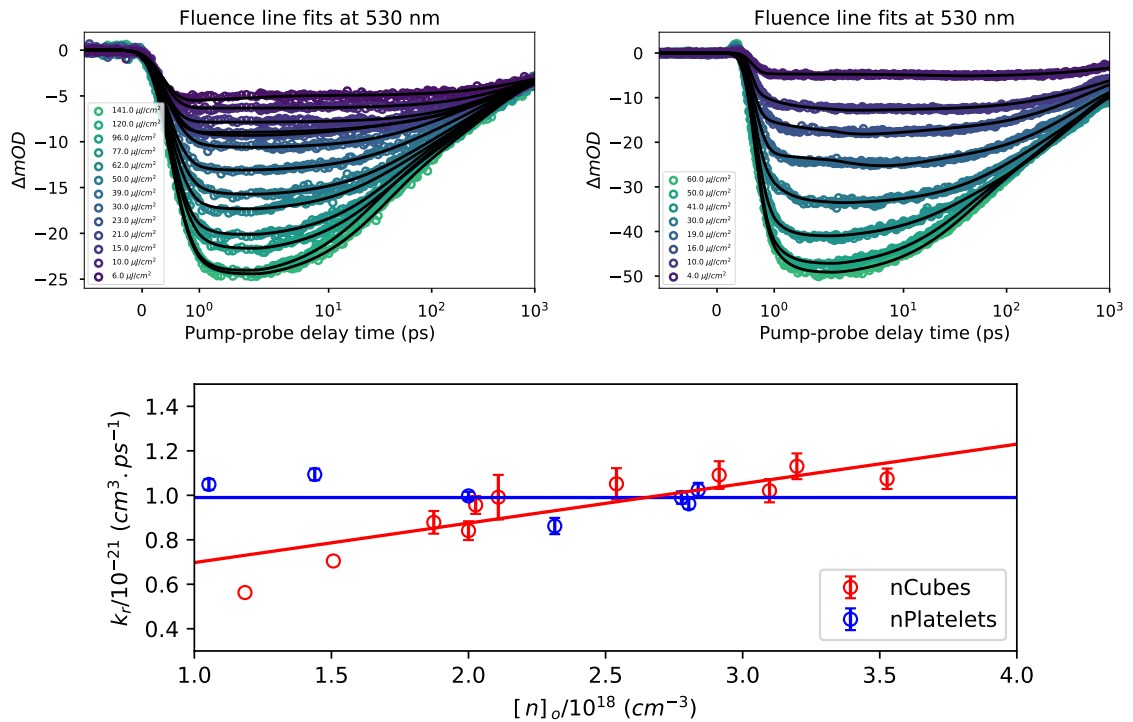 Fluence line fits at 530 nm
0
−5
−10
−15
−20
−25
ΔmOD
141.0 μJ/cm²
120.0 μJ/cm²
96.0 μJ/cm²
77.0 μJ/cm²
62.0 μJ/cm²
50.0 μJ/cm²
39.0 μJ/cm²
30.0 μJ/cm²
23.0 μJ/cm²
21.0 μJ/cm²
15.0 μJ/cm²
10.0 μJ/cm²
6.0 μJ/cm²
0 10⁰ 10¹ 10² 10³
Pump-probe delay time (ps)
Fluence line fits at 530 nm
0
−10
−20
−30
−40
−50
ΔmOD
60.0 μJ/cm²
50.0 μJ/cm²
41.0 μJ/cm²
30.0 μJ/cm²
19.0 μJ/cm²
16.0 μJ/cm²
10.0 μJ/cm²
4.0 μJ/cm²
0 10⁰ 10¹ 10² 10³
Pump-probe delay time (ps)
1.4
1.2
1.0
0.8
0.6
0.4
k_r/10⁻²¹ (cm³.ps⁻¹)
nCubes
nPlatelets
1.0 1.5 2.0 2.5 3.0 3.5 4.0
[n]ₒ/10¹⁸ (cm⁻³)